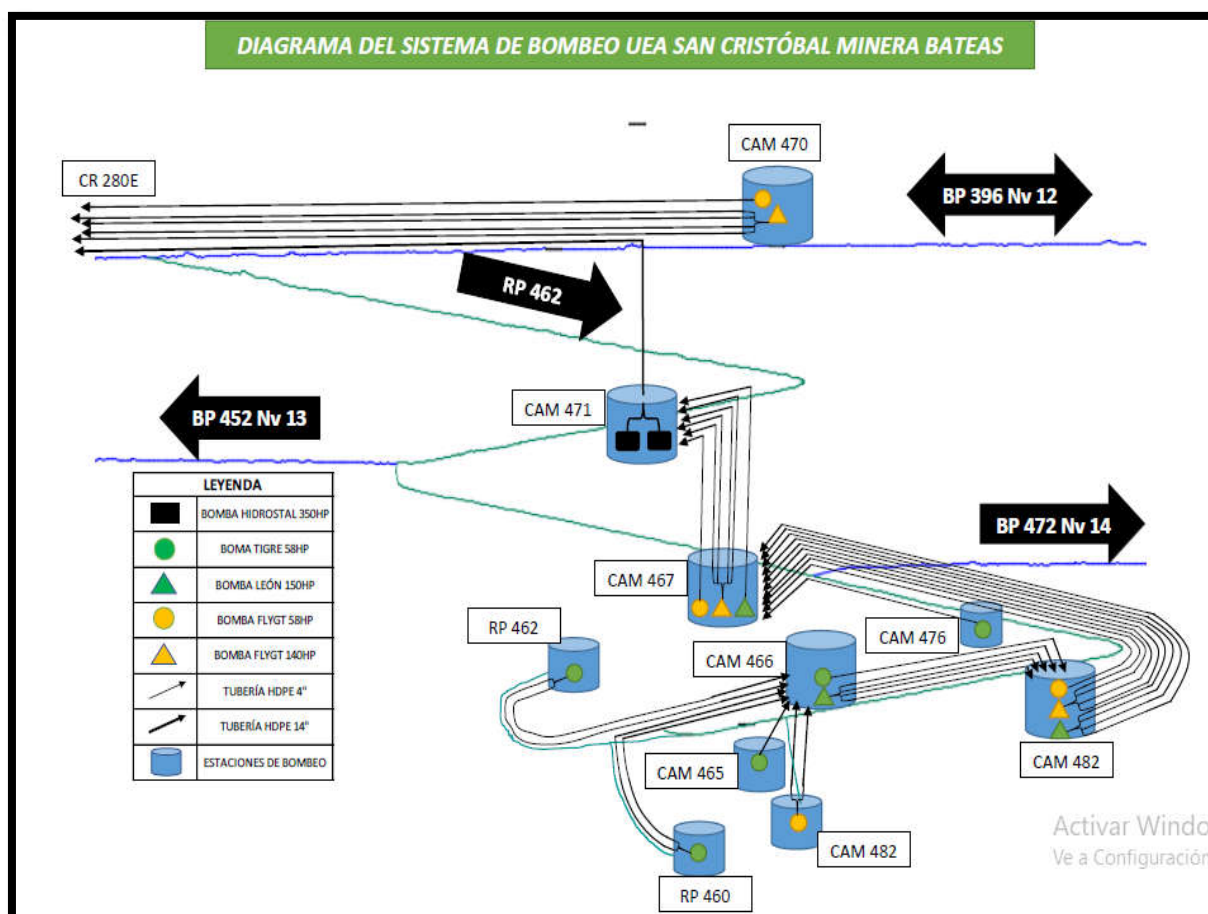 DIAGRAMA DEL SISTEMA DE BOMBEO UEA SAN CRISTÓBAL MINERA BATEAS
CAM 470
CR 280E
BP 396 Nv 12
RP 462
CAM 471
BP 452 Nv 13
LEYENDA
BOMBA HIDROSTAL 350HP
BOMA TIGRE 58HP
BOMBA LEÓN 150HP
BOMBA FLYGT 58HP
BOMBA FLYGT 140HP
TUBERÍA HDPE 4"
TUBERÍA HDPE 14"
ESTACIONES DE BOMBEO
BP 472 Nv 14
CAM 467
RP 462
CAM 476
CAM 466
CAM 465
CAM 482
CAM 482
RP 460
Activar Windo
Ve a Configuración